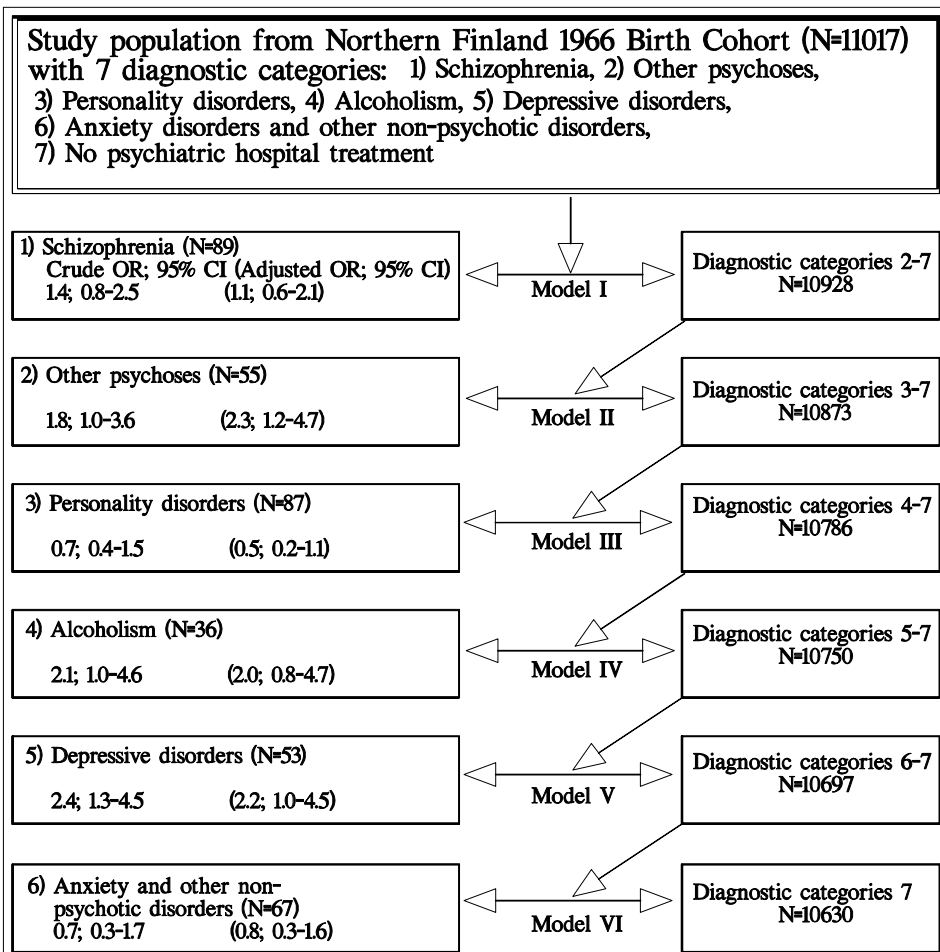 Study population from Northern Finland 1966 Birth Cohort (N=11017)
with 7 diagnostic categories: 1) Schizophrenia, 2) Other psychoses,
3) Personality disorders, 4) Alcoholism, 5) Depressive disorders,
6) Anxiety disorders and other non-psychotic disorders,
7) No psychiatric hospital treatment
1) Schizophrenia (N=89)
Crude OR; 95% CI (Adjusted OR; 95% CI)
1.4; 0.8-2.5 (1.1; 0.6-2.1)
Model I
Diagnostic categories 2-7
N=10928
2) Other psychoses (N=55)
1.8; 1.0-3.6 (2.3; 1.2-4.7)
Model II
Diagnostic categories 3-7
N=10873
3) Personality disorders (N=87)
0.7; 0.4-1.5 (0.5; 0.2-1.1)
Model III
Diagnostic categories 4-7
N=10786
4) Alcoholism (N=36)
2.1; 1.0-4.6 (2.0; 0.8-4.7)
Model IV
Diagnostic categories 5-7
N=10750
5) Depressive disorders (N=53)
2.4; 1.3-4.5 (2.2; 1.0-4.5)
Model V
Diagnostic categories 6-7
N=10697
6) Anxiety and other non-
psychotic disorders (N=67)
0.7; 0.3-1.7 (0.8; 0.3-1.6)
Model VI
Diagnostic categories 7
N=10630